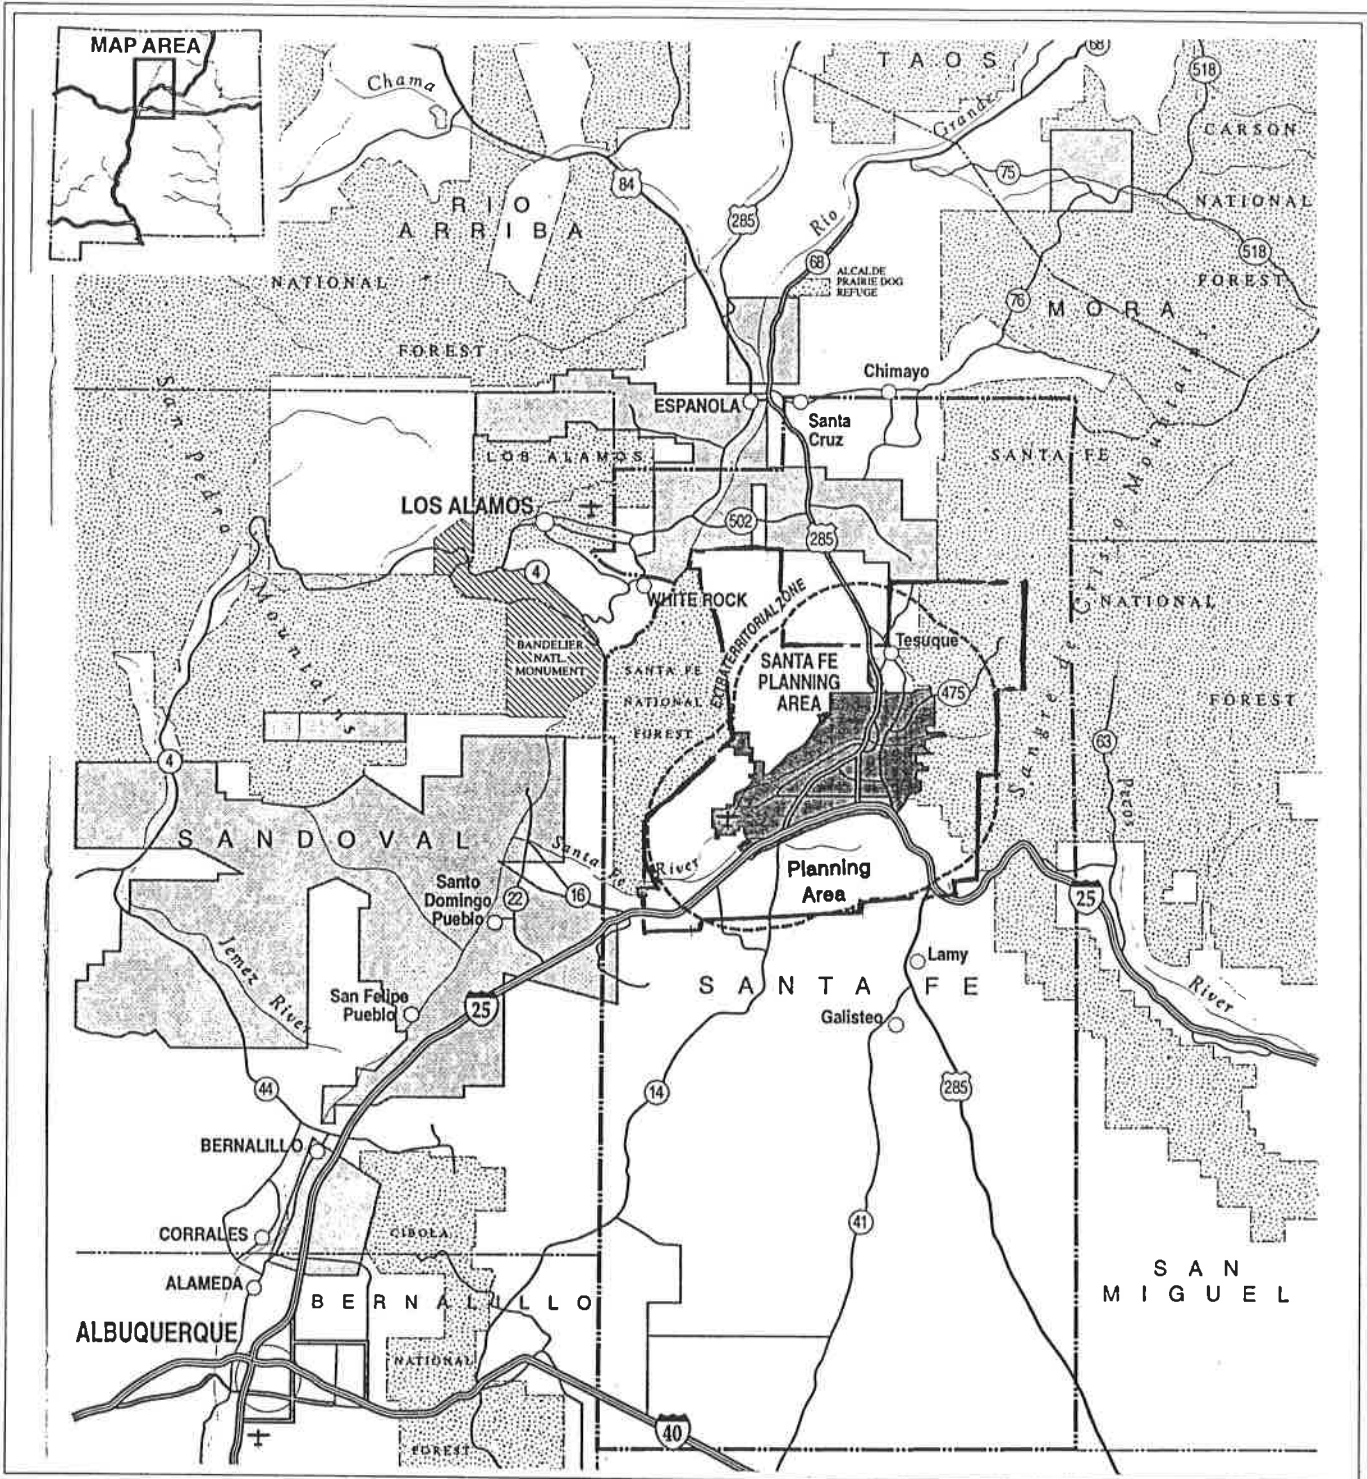 MAP AREA
Chama
TAOS
68
518
Grande
CARSON
84
75
NATIONAL
RIO
ARRIBA
285
Rio
518
NATIONAL
68
ALCALDE
PRAIRIE DOG
REFUGE
FOREST
76
MORA
FOREST
San Pedro Mountains
Chimayo
ESPANOLA
Santa
Cruz
LOS ALAMOS
SANTA FE
Sangre de Cristo Mountains
LOS ALAMOS
502
285
4
WHITE ROCK
EXTRATERRITORIAL ZONE
NATIONAL
BANDELIER
NATL.
MONUMENT
Tesuque
SANTA FE
NATIONAL
FOREST
SANTA FE
PLANNING
AREA
475
FOREST
4
63
Pecos
SANDOVAL
Santa Fe River
Planning
Area
Santo
Domingo
Pueblo
22
16
25
Jemez River
Lamy
SANTA FE
River
San Felipe
Pueblo
25
Galisteo
44
14
285
BERNALILLO
41
CORRALES
CIBOLA
SAN
MIGUEL
ALAMEDA
BERNALILLO
ALBUQUERQUE
NATIONAL
40
FOREST